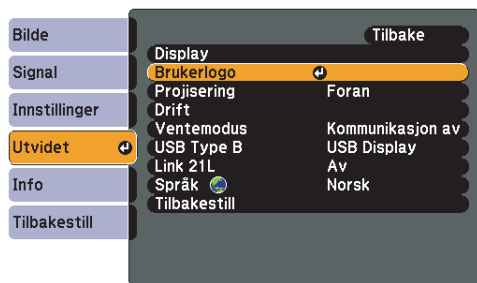 Bilde
Signal
Innstillinger
Utvidet
Info
Tilbakestill
Tilbake
Display
Brukerlogo
Projisering Foran
Drift
Ventemodus Kommunikasjon av
USB Type B USB Display
Link 21L Av
Språk Norsk
Tilbakestill